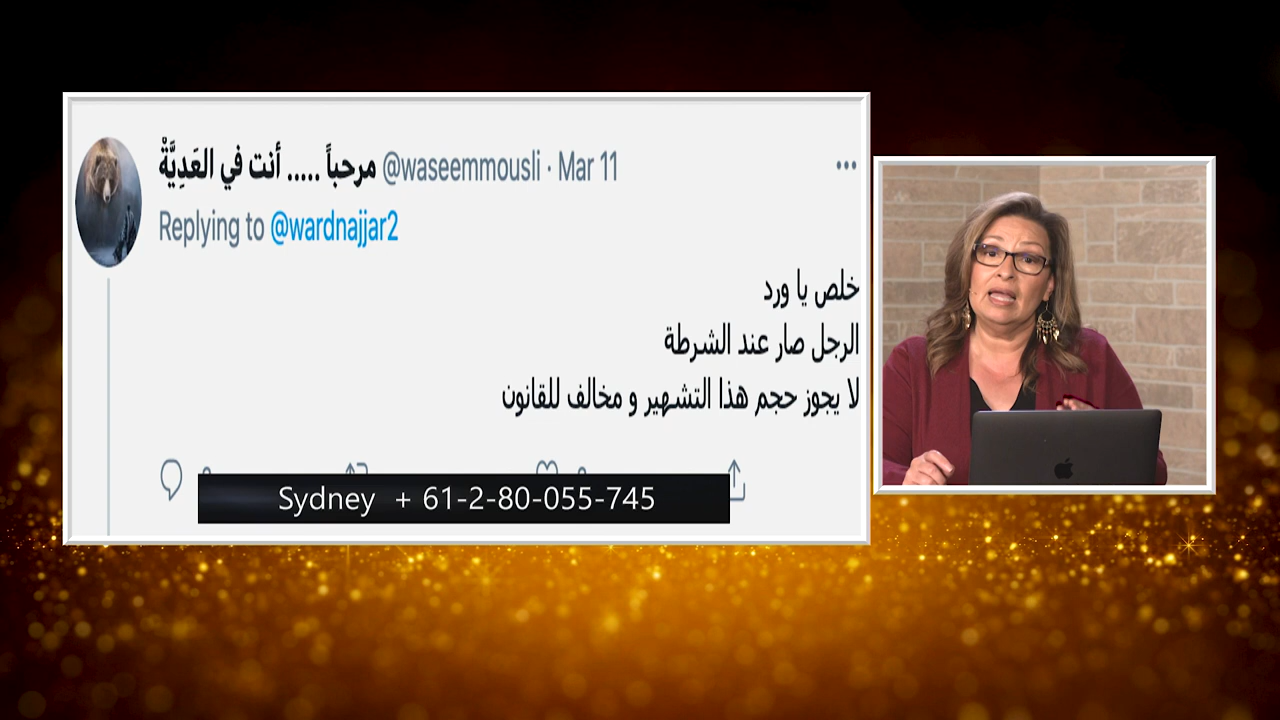 مرحباً ..... أنت في العَدِيَّةْ @waseemmousli · Mar 11
Replying to @wardnajjar2
خلص يا ورد
الرجل صار عند الشرطة
لا يجوز حجم هذا التشهير و مخالف للقانون
Sydney + 61-2-80-055-745